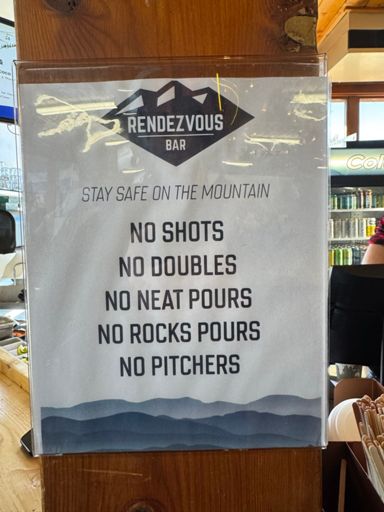 RENDEZVOUS
BAR
STAY SAFE ON THE MOUNTAIN
NO SHOTS
NO DOUBLES
NO NEAT POURS
NO ROCKS POURS
NO PITCHERS